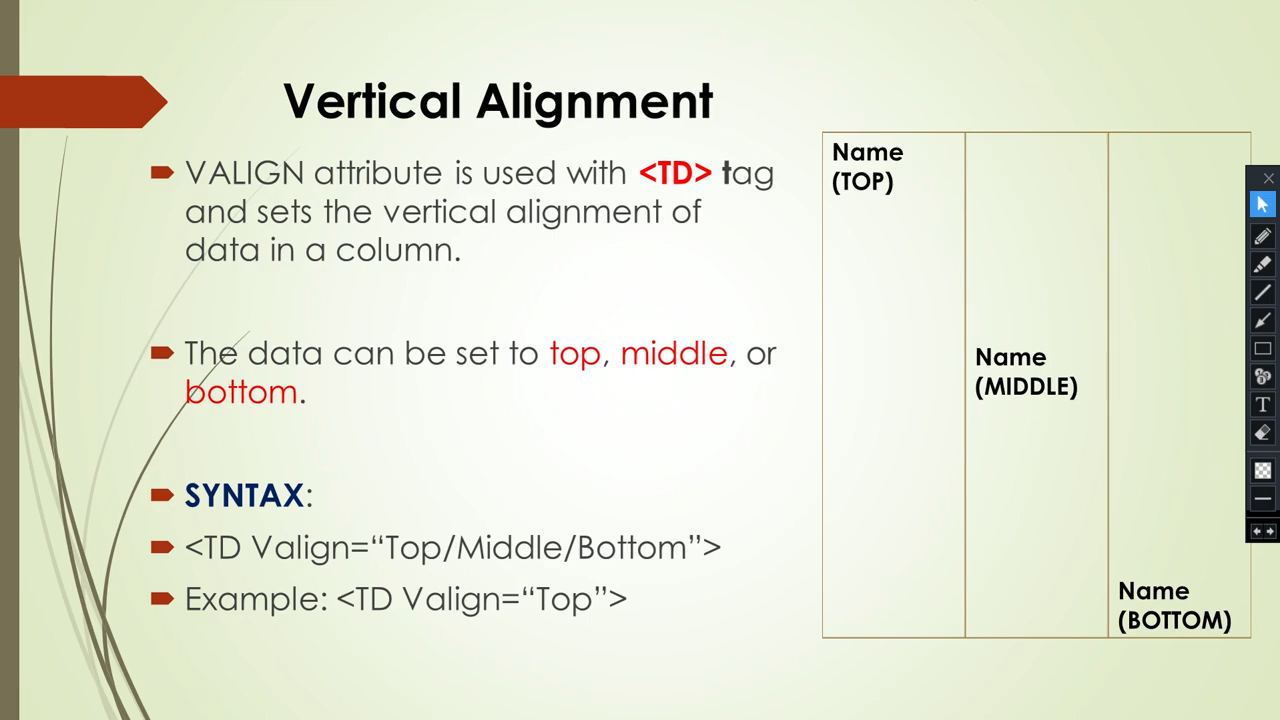 Vertical Alignment
VALIGN attribute is used with <TD> tag
and sets the vertical alignment of
data in a column.
The data can be set to top, middle, or
bottom.
SYNTAX:
<TD Valign=“Top/Middle/Bottom”>
Example: <TD Valign=“Top”>
Name
(TOP)
Name
(MIDDLE)
Name
(BOTTOM)
T